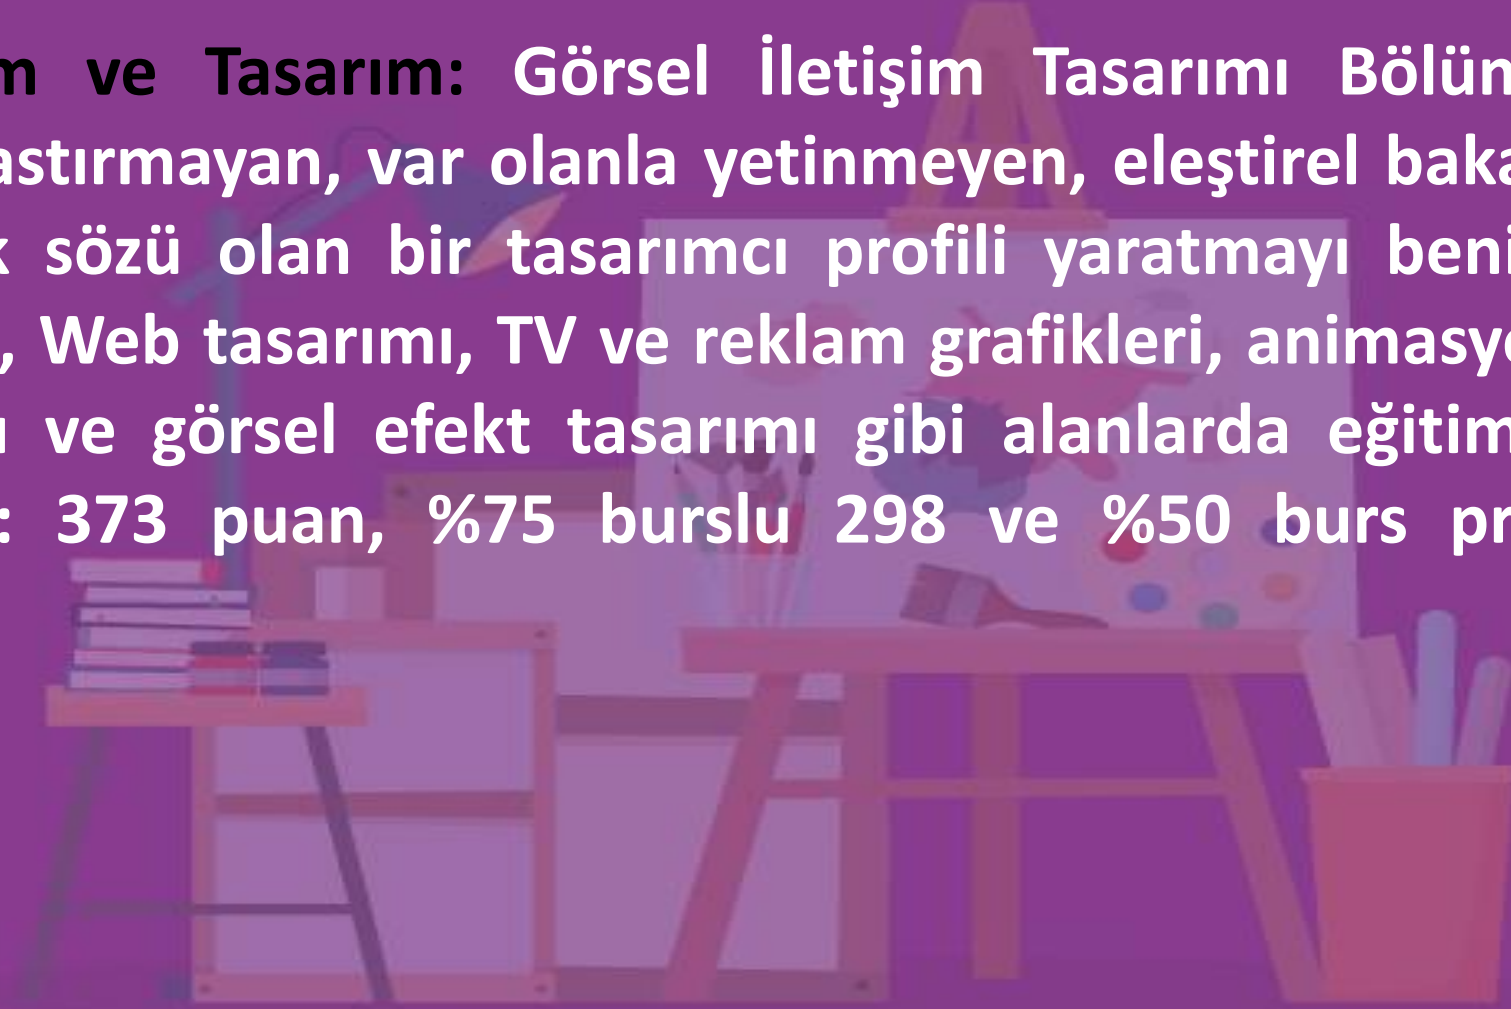 m ve Tasarım: Görsel İletişim Tasarımı Bölün
astırmayan, var olanla yetinmeyen, eleştirel baka
k sözü olan bir tasarımcı profili yaratmayı beni
, Web tasarımı, TV ve reklam grafikleri, animasy
ı ve görsel efekt tasarımı gibi alanlarda eğitim
: 373 puan, %75 burslu 298 ve %50 burs pr